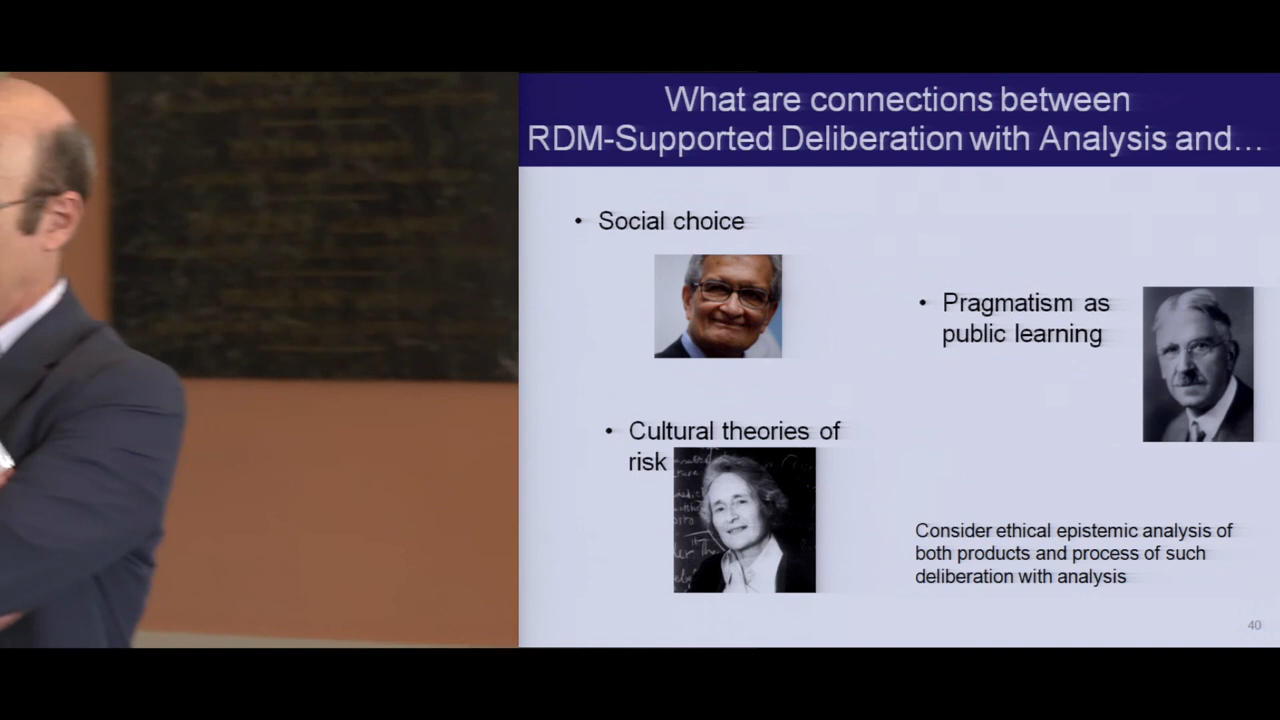 What are connections between
RDM-Supported Deliberation with Analysis and…
• Social choice
• Pragmatism as
public learning
• Cultural theories of
risk
Consider ethical epistemic analysis of
both products and process of such
deliberation with analysis
40